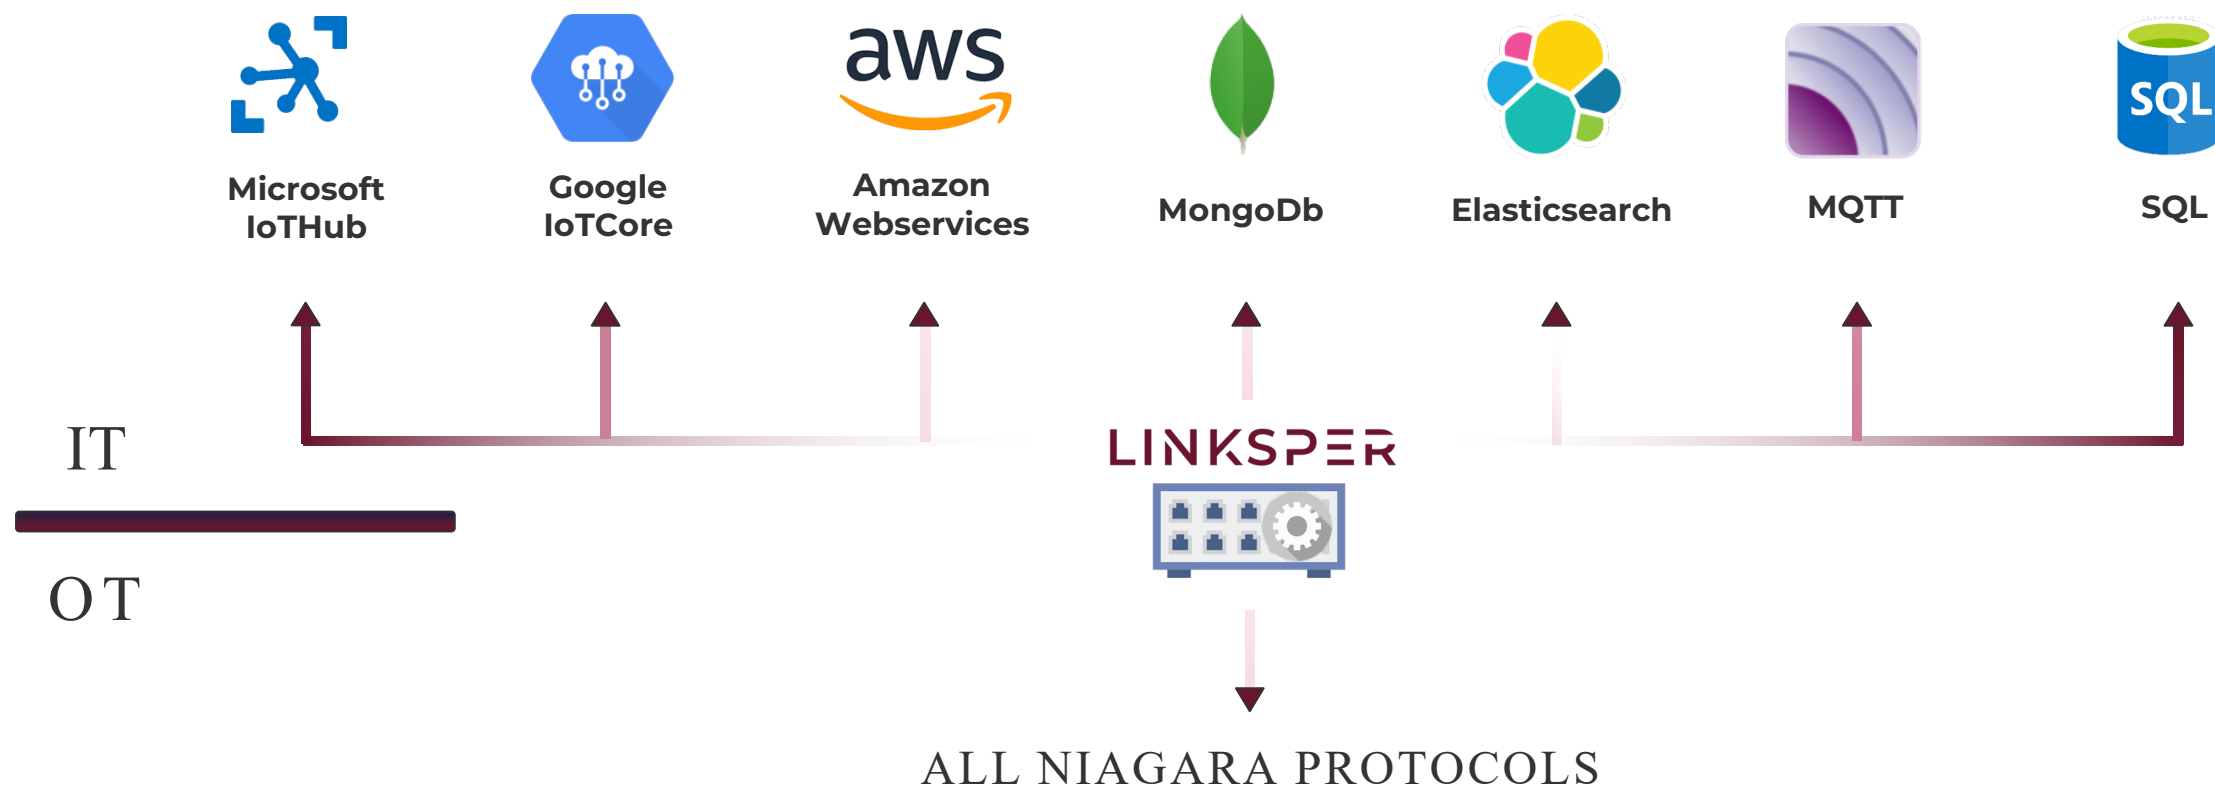 aws
SQL
Microsoft
IoTHub
Google
IoTCore
Amazon
Webservices
MongoDb
Elasticsearch
MQTT
SQL
IT
LINKSPER
OT
ALL NIAGARA PROTOCOLS